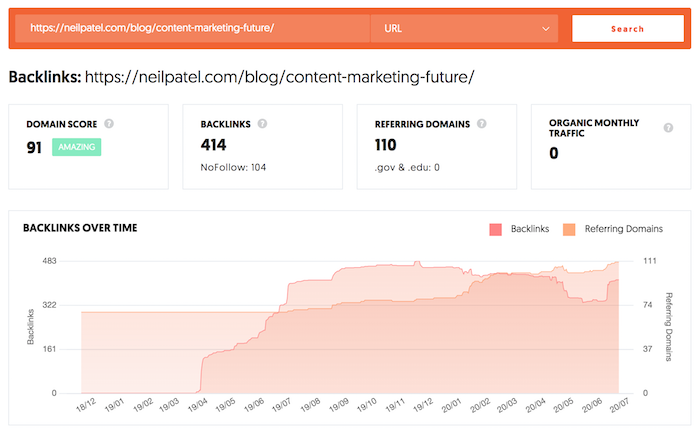 https://neilpatel.com/blog/content-marketing-future/ URL Search
Backlinks: https://neilpatel.com/blog/content-marketing-future/
DOMAIN SCORE ?
91 AMAZING
BACKLINKS ?
414
NoFollow: 104
REFERRING DOMAINS ?
110
.gov & .edu: 0
ORGANIC MONTHLY
TRAFFIC ?
0
BACKLINKS OVER TIME
Backlinks Referring Domains
483 111
322 74
161 37
0 0
Backlinks
Referring Domains
18/12 19/01 19/02 19/03 19/04 19/05 19/06 19/07 19/08 19/09 19/10 19/11 19/12 20/01 20/02 20/03 20/04 20/05 20/06 20/07